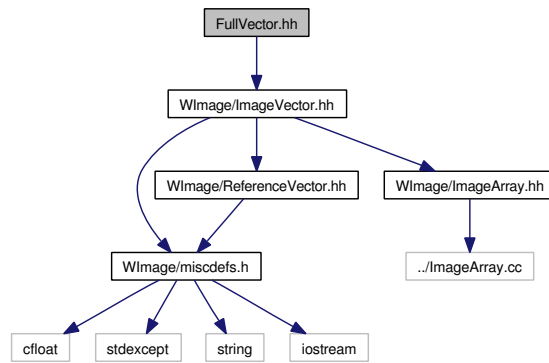 FullVector.hh
WImage/ImageVector.hh
WImage/ReferenceVector.hh
WImage/ImageArray.hh
WImage/miscdefs.h
../ImageArray.cc
cfloat
stdexcept
string
iostream